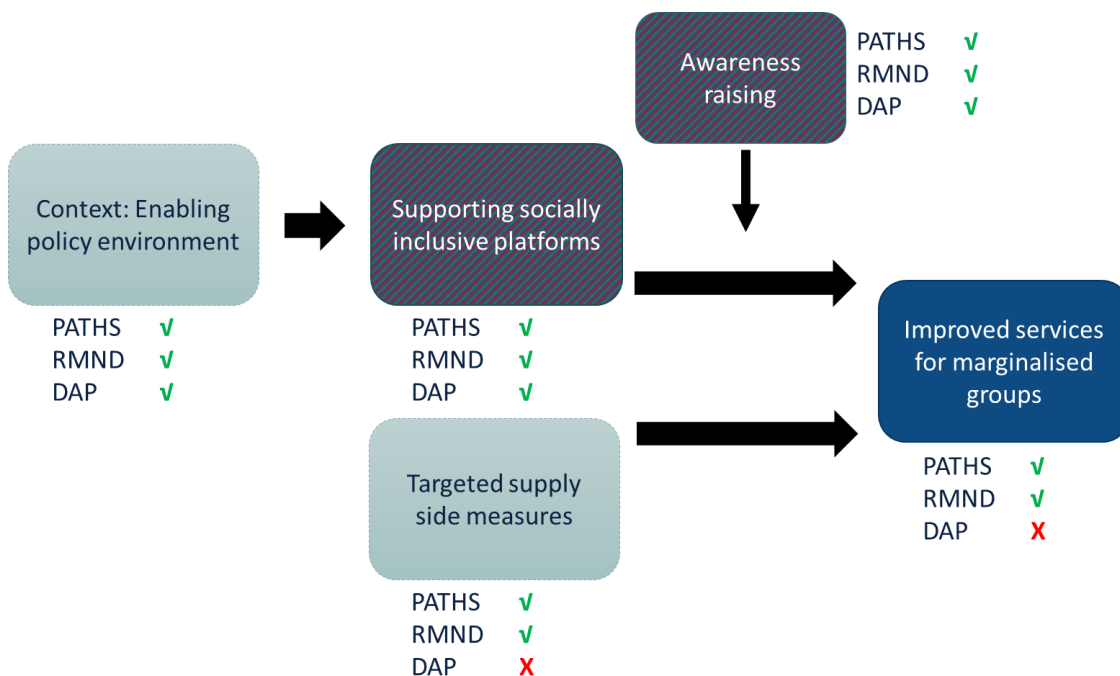 Awareness
raising
PATHS √
RMND √
DAP √
Context: Enabling
policy environment
PATHS √
RMND √
DAP √
Supporting socially
inclusive platforms
PATHS √
RMND √
DAP √
Targeted supply
side measures
PATHS √
RMND √
DAP X
Improved services
for marginalised
groups
PATHS √
RMND √
DAP X